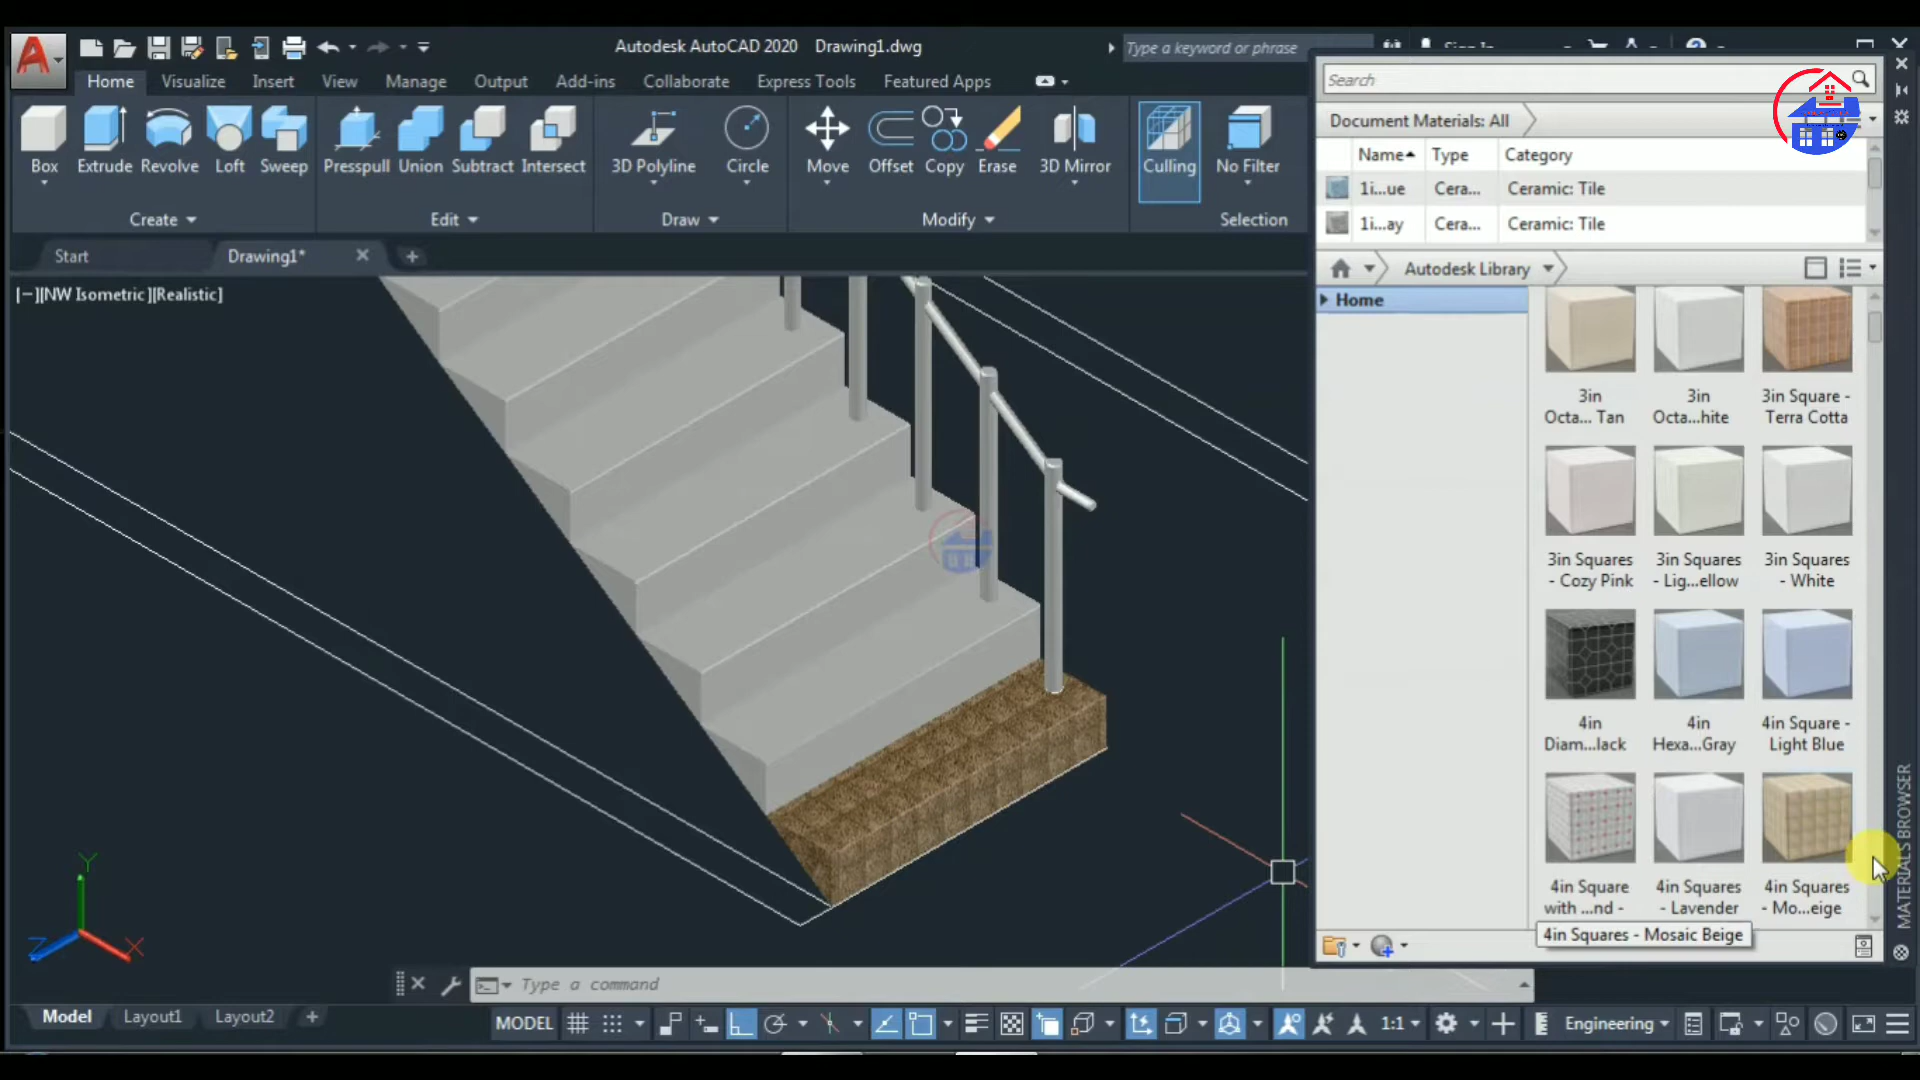 Autodesk AutoCAD 2020 Drawing1.dwg
Type a keyword or phrase
Home Visualize Insert View Manage Output Add-ins Collaborate Express Tools Featured Apps
Box Extrude Revolve Loft Sweep Presspull Union Subtract Intersect 3D Polyline Circle Move Offset Copy Erase 3D Mirror Culling No Filter
Create Edit Draw Modify Selection
Start Drawing1*
[−][NW Isometric][Realistic]
Search
Document Materials: All
Name Type Category
1i...ue Cera... Ceramic: Tile
1i...ay Cera... Ceramic: Tile
Autodesk Library
Home
3in
Octa... Tan
3in
Octa...hite
3in Square -
Terra Cotta
3in Squares
- Cozy Pink
3in Squares
- Lig...ellow
3in Squares
- White
4in
Diam...lack
4in
Hexa...Gray
4in Square -
Light Blue
4in Square
with ...nd -
4in Squares
- Lavender
4in Squares
- Mo...eige
4in Squares - Mosaic Beige
MATERIALS BROWSER
Y
Z
X
Type a command
Model Layout1 Layout2
MODEL
1:1
Engineering